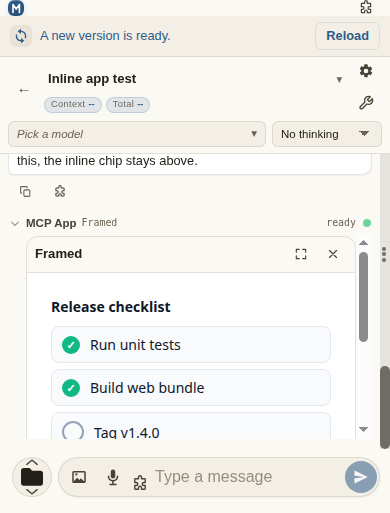 M
A new version is ready.
Reload
Inline app test
Context --
Total --
Pick a model
No thinking
this, the inline chip stays above.
MCP App Framed
ready
Framed
Release checklist
Run unit tests
Build web bundle
Tag v1.4.0
Type a message